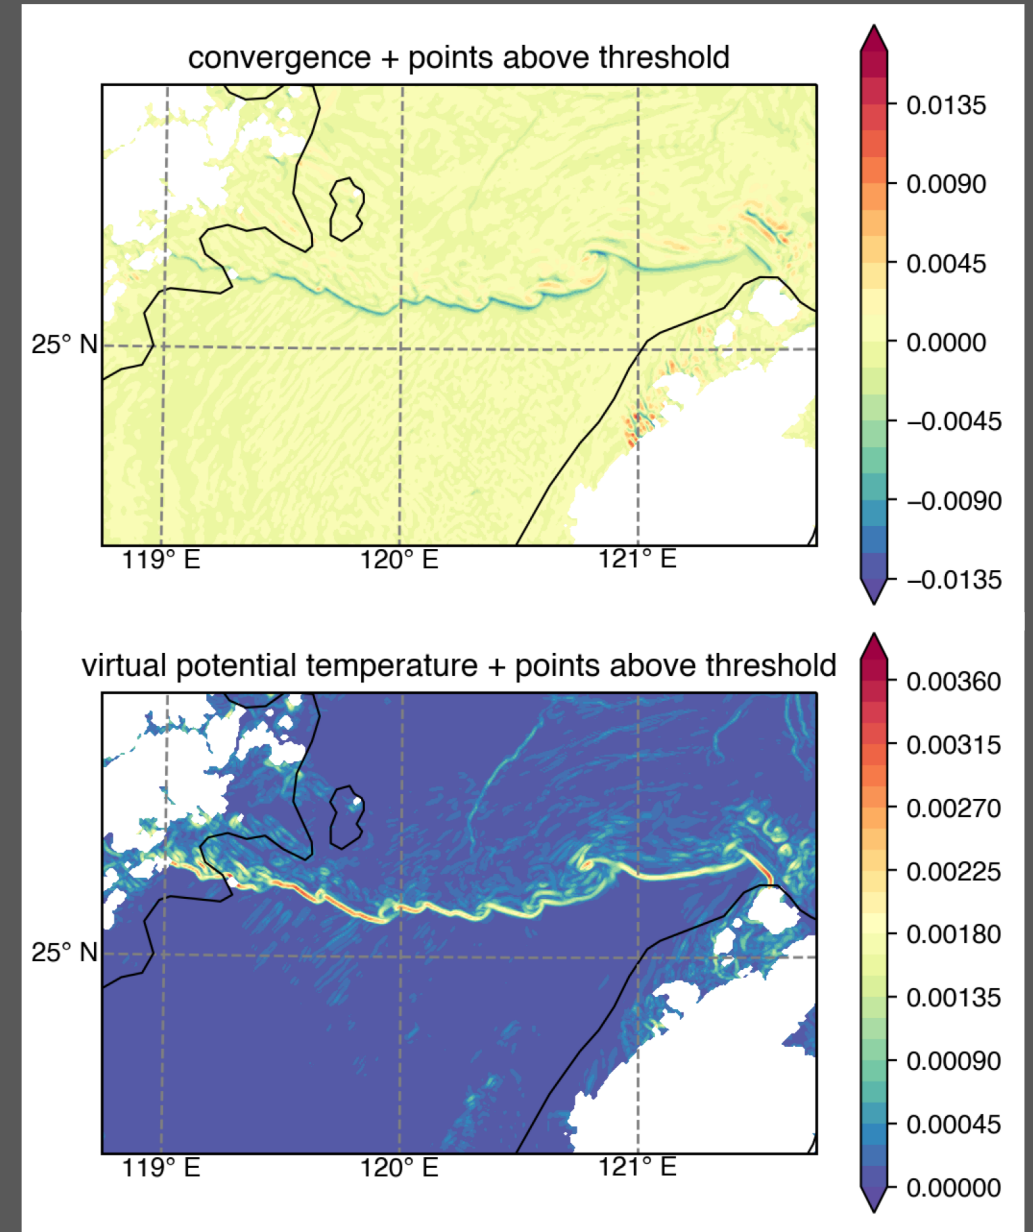 convergence + points above threshold
0.0135
0.0090
0.0045
25° N
0.0000
−0.0045
−0.0090
−0.0135
119° E
120° E
121° E
virtual potential temperature + points above threshold
0.00360
0.00315
0.00270
0.00225
25° N
0.00180
0.00135
0.00090
0.00045
0.00000
119° E
120° E
121° E